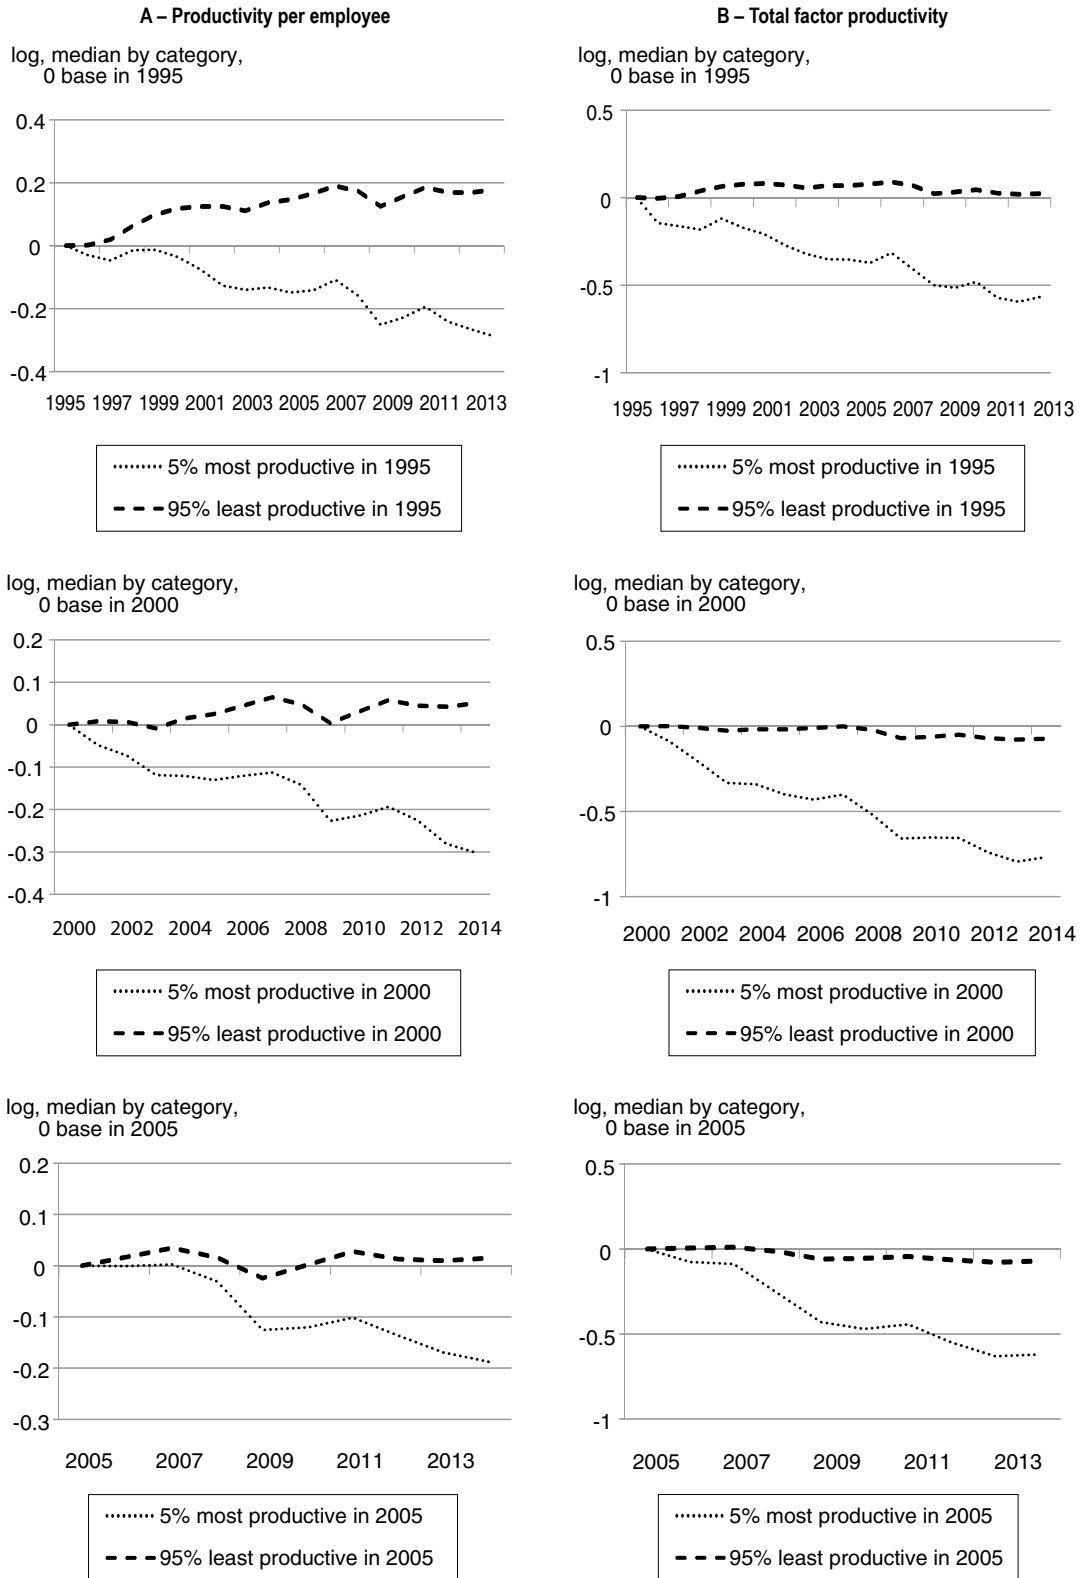 A – Productivity per employee
log, median by category,
0 base in 1995
0.4
0.2
0
-0.2
-0.4
1995 1997 1999 2001 2003 2005 2007 2009 2011 2013
5% most productive in 1995
95% least productive in 1995
B – Total factor productivity
log, median by category,
0 base in 1995
0.5
0
-0.5
-1
1995 1997 1999 2001 2003 2005 2007 2009 2011 2013
5% most productive in 1995
95% least productive in 1995
log, median by category,
0 base in 2000
0.2
0.1
0
-0.1
-0.2
-0.3
-0.4
2000 2002 2004 2006 2008 2010 2012 2014
5% most productive in 2000
95% least productive in 2000
log, median by category,
0 base in 2000
0.5
0
-0.5
-1
2000 2002 2004 2006 2008 2010 2012 2014
5% most productive in 2000
95% least productive in 2000
log, median by category,
0 base in 2005
0.2
0.1
0
-0.1
-0.2
-0.3
2005 2007 2009 2011 2013
5% most productive in 2005
95% least productive in 2005
log, median by category,
0 base in 2005
0.5
0
-0.5
-1
2005 2007 2009 2011 2013
5% most productive in 2005
95% least productive in 2005